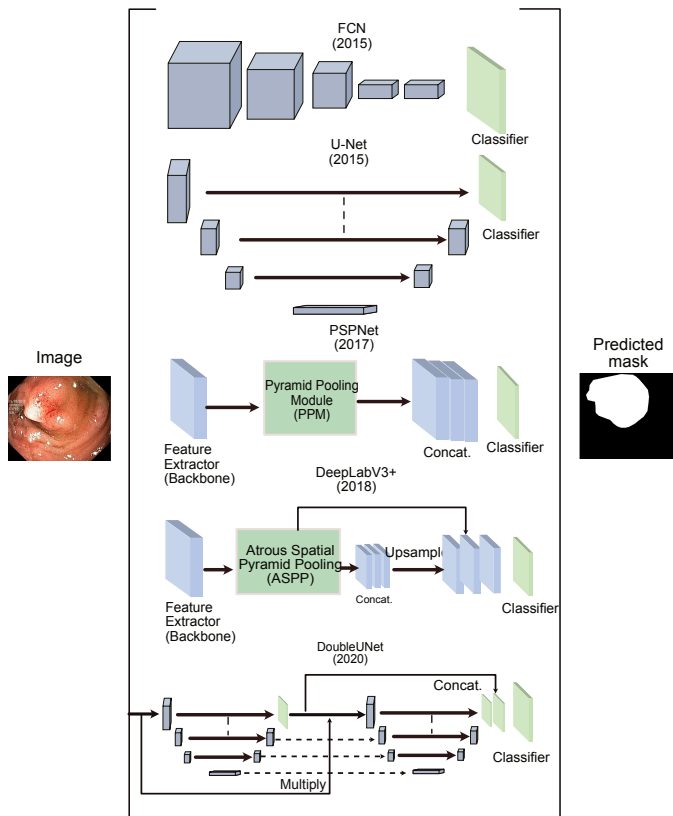 FCN
(2015)
Classifier
U-Net
(2015)
Classifier
PSPNet
(2017)
Image
Predicted
mask
Pyramid Pooling
Module
(PPM)
Feature
Extractor
(Backbone)
Concat.
Classifier
DeepLabV3+
(2018)
Atrous Spatial
Pyramid Pooling
(ASPP)
Upsample
Concat.
Feature
Extractor
(Backbone)
Classifier
DoubleUNet
(2020)
Concat.
Classifier
Multiply